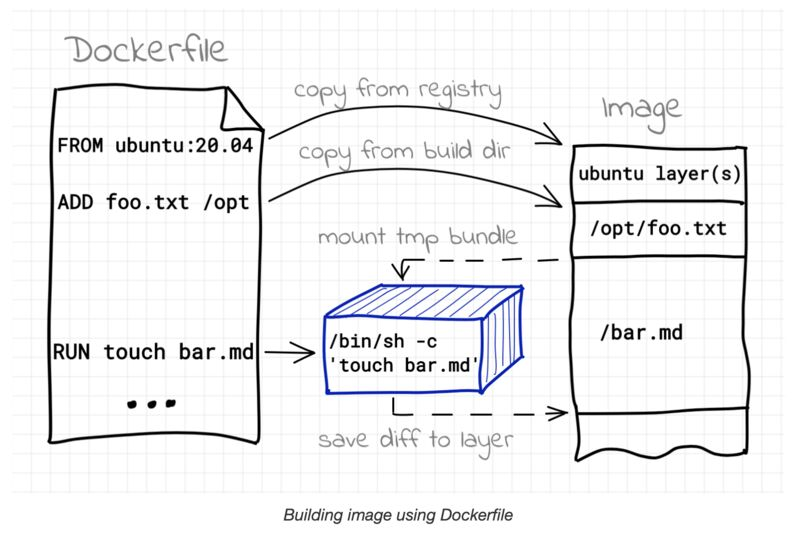 Dockerfile
copy from registry
Image
FROM ubuntu:20.04
copy from build dir
ubuntu layer(s)
ADD foo.txt /opt
/opt/foo.txt
mount tmp bundle
/bin/sh -c
'touch bar.md'
/bar.md
RUN touch bar.md
...
save diff to layer
Building image using Dockerfile